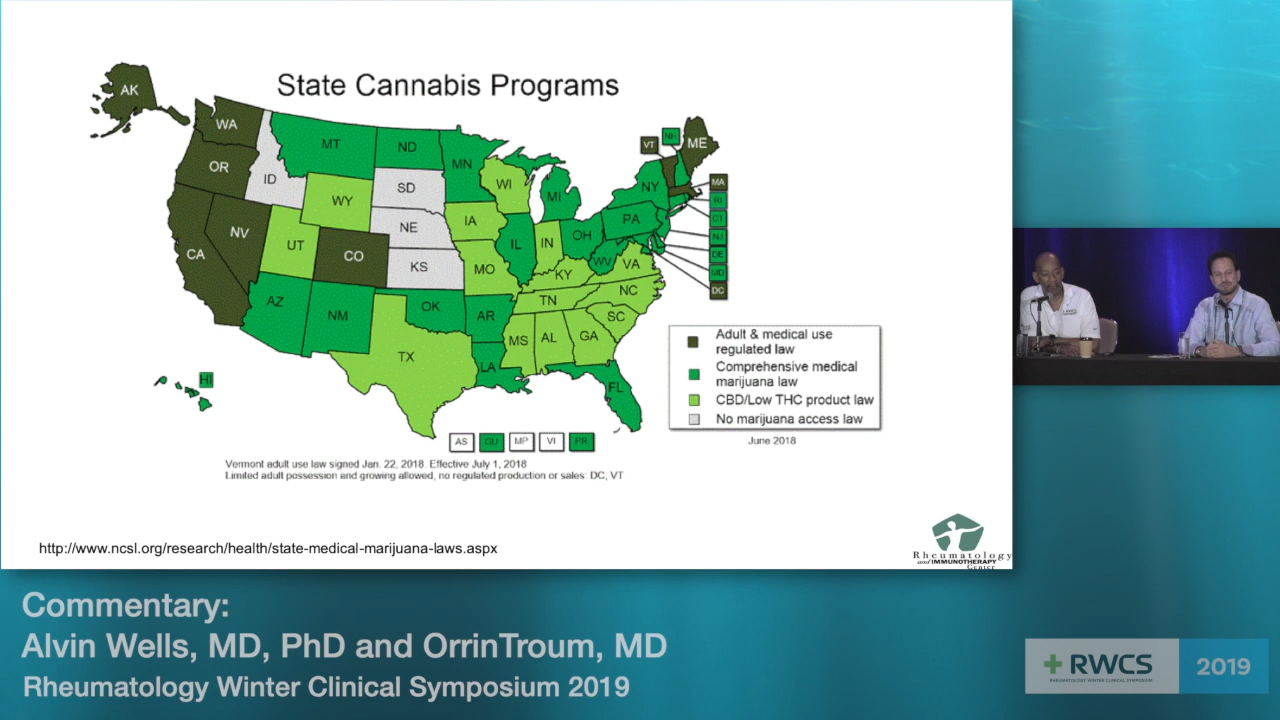 State Cannabis Programs
AK
WA
OR
CA
NV
ID
MT
WY
UT
CO
AZ
NM
ND
SD
NE
KS
OK
TX
MN
IA
MO
AR
LA
WI
IL
MI
IN
OH
KY
TN
MS
AL
GA
FL
SC
NC
VA
WV
PA
NY
VT
NH
ME
MA
RI
CT
NJ
DE
MD
DC
HI
AS
GU
MP
VI
PR
Adult & medical use
regulated law
Comprehensive medical
marijuana law
CBD/Low THC product law
No marijuana access law
June 2018
Vermont adult use law signed Jan. 22, 2018. Effective July 1, 2018
Limited adult possession and growing allowed, no regulated production or sales: DC, VT
http://www.ncsl.org/research/health/state-medical-marijuana-laws.aspx
Rheumatology
and IMMUNOTHERAPY
Center
Commentary:
Alvin Wells, MD, PhD and OrrinTroum, MD
Rheumatology Winter Clinical Symposium 2019
RWCS
RHEUMATOLOGY WINTER CLINICAL SYMPOSIUM
2019